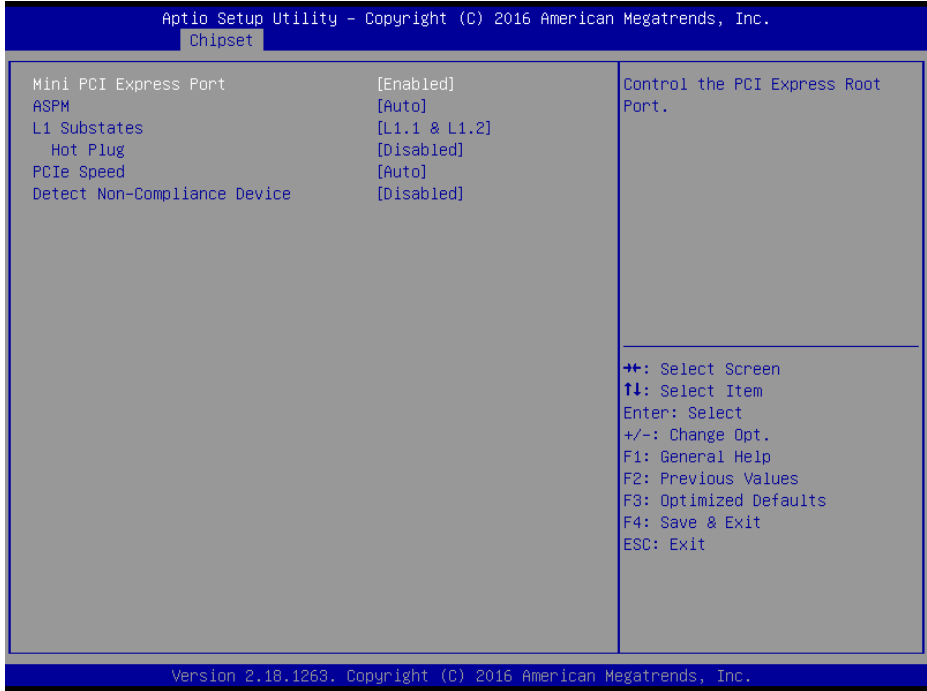 Aptio Setup Utility – Copyright (C) 2016 American Megatrends, Inc.
Chipset
Mini PCI Express Port [Enabled]
ASPM [Auto]
L1 Substates [L1.1 & L1.2]
Hot Plug [Disabled]
PCIe Speed [Auto]
Detect Non-Compliance Device [Disabled]
Control the PCI Express Root
Port.
→←: Select Screen
↑↓: Select Item
Enter: Select
+/-: Change Opt.
F1: General Help
F2: Previous Values
F3: Optimized Defaults
F4: Save & Exit
ESC: Exit
Version 2.18.1263. Copyright (C) 2016 American Megatrends, Inc.